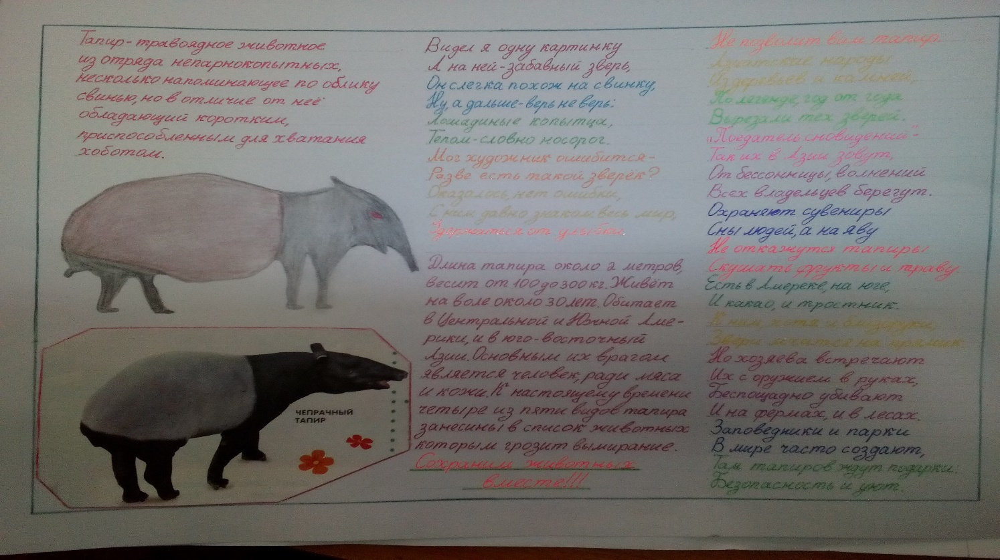 Тапир- травоядное животное
из отряда непарнокопытных,
несколько напоминающее по облику
свинью, но в отличие от неё
обладающий коротким,
приспособленным для хватания
хоботом.
ЧЕПРАЧНЫЙ
ТАПИР
Видел я одну картинку
А на ней-забавный зверь,
Он слегка похож на свинку,
Ну, а дальше-верь не верь:
Лошадиные копытца,
Телом-словно носорог.
Мог художник ошибится-
Разве есть такой зверёк?
Оказалось, нет ошибки,
С ним давно знаком весь мир,
Удержаться от улыбки
Длина тапира около 2 метров,
весит от 100 до 300 кг. Живёт
на воле около 30 лет. Обитает
в Центральной и Южной Аме-
рики, и в юго-восточный
Азии. Основным их врагом
является человек, ради мяса
и кожи. К настоящему времени
четыре из пяти видов тапира
занесины в список животных
которым грозит вымирание.
Сохраним животных
вместе!!!
Не позволит вам тапир.
Азиатские народы
Из деревьев и камней,
По легенде, год от года
Вырезали тех зверей.
„Поедатель сновидений"-
Так их в Азии зовут,
От бессонницы, волнений
Всех владельцев берегут.
Охраняют сувениры
Сны людей, а на яву
Не откажутся тапиры
Скушать фрукты и траву.
Есть в Америке, на юге,
И какао, и тростник.
К ним, хотя и близоруки,
Звери мчатся на прямик
Но хозяева встречают
Их с оружием в руках,
Беспощадно убивают
И на фермах, и в лесах.
Заповедники и парки
В мире часто создают,
Там тапиров ждут подарки.
Безопасность и уют.